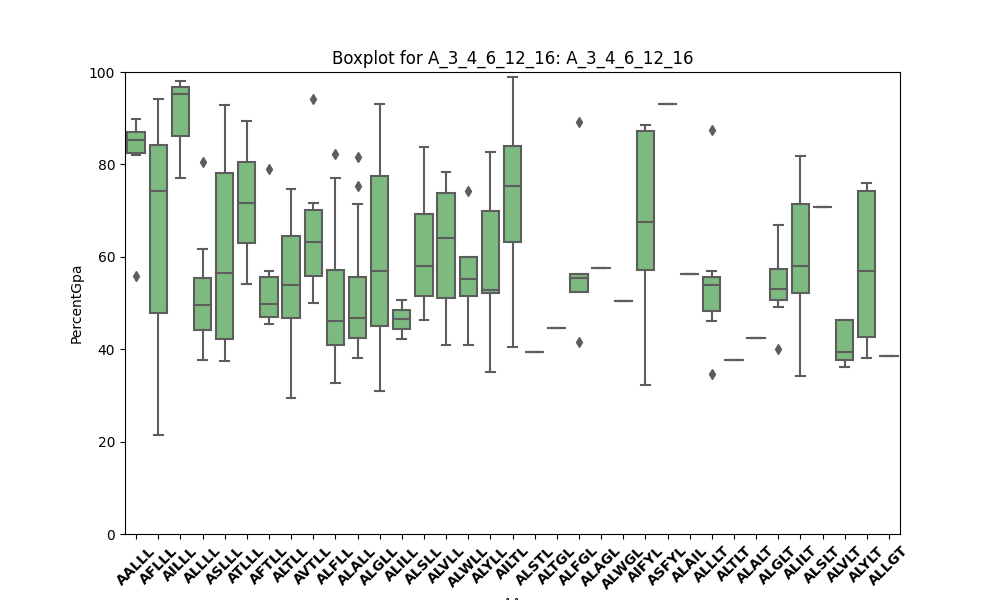 Boxplot for A_3_4_6_12_16: A_3_4_6_12_16
PercentGpa
100
80
60
40
20
0
AALLL AFLLL AILLL ALLLL ASLLL ATLLL AFTLL ALTLL AVTLL ALFLL ALALL ALGLL ALILL ALSLL ALVLL ALWLL ALYLL AILTL ALSTL ALTGL ALFGL ALAGL ALWGL AIFYL ASFYL ALAIL ALLLT ALTLT ALALT ALGLT ALILT ALSLT ALVLT ALYLT ALLGT